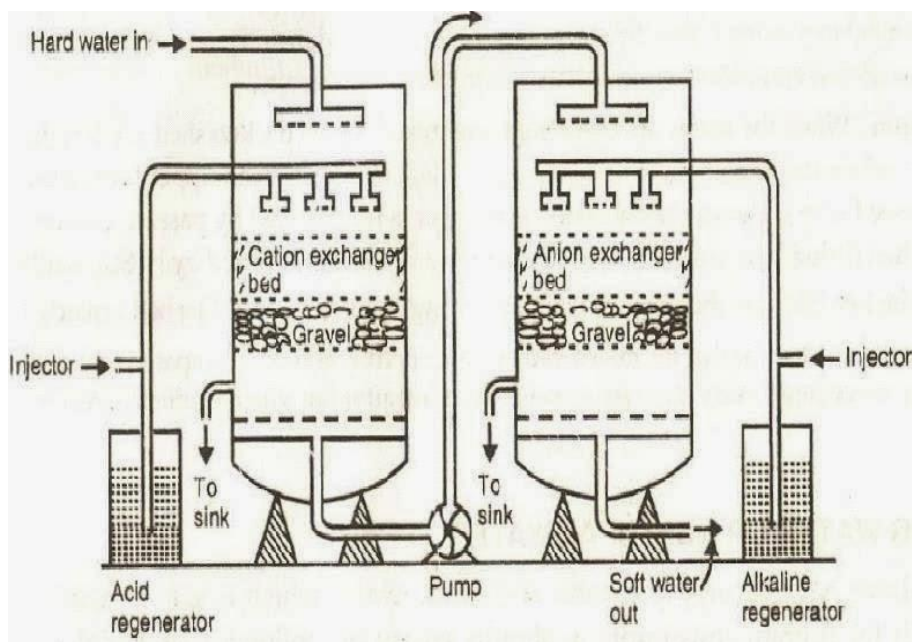 Hard water in
Cation exchanger
bed
Gravel
Anion exchanger
bed
Gravel
Injector
Injector
To
sink
To
sink
Acid
regenerator
Pump
Soft water
out
Alkaline
regenerator